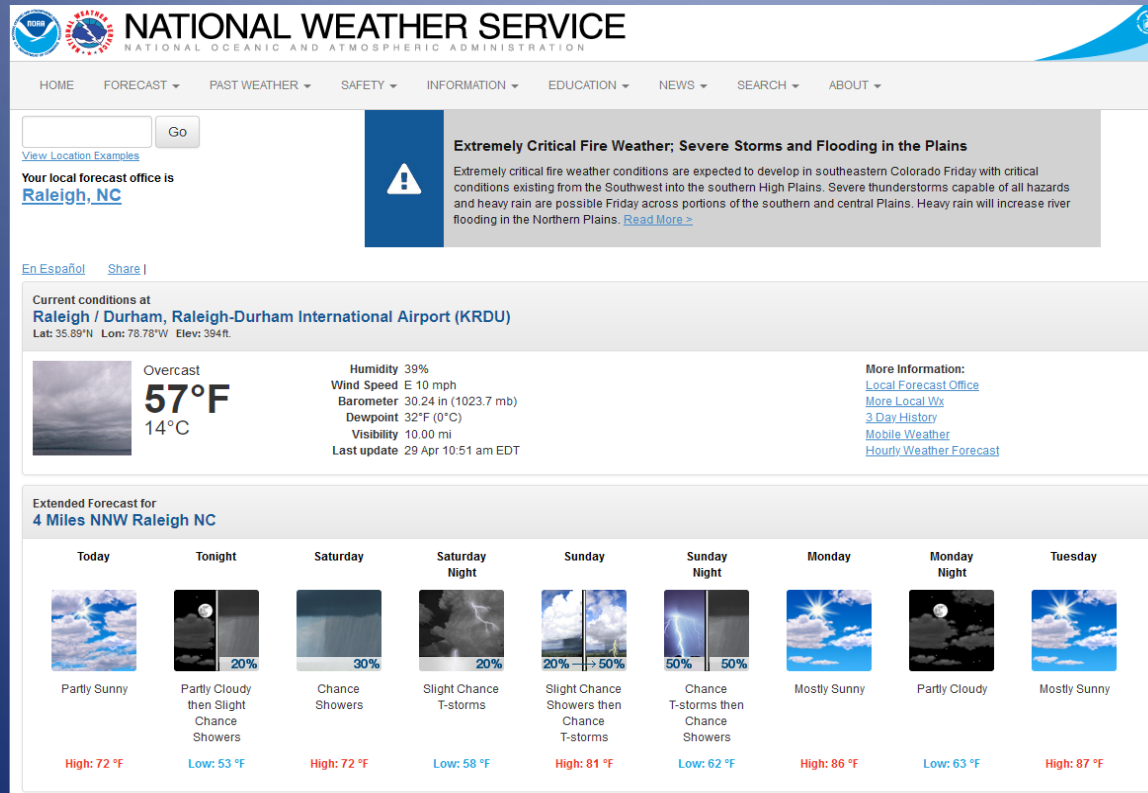 NOAA
NATIONAL WEATHER SERVICE
NATIONAL OCEANIC AND ATMOSPHERIC ADMINISTRATION
HOME FORECAST PAST WEATHER SAFETY INFORMATION EDUCATION NEWS SEARCH ABOUT
Go
View Location Examples
Your local forecast office is
Raleigh, NC
Extremely Critical Fire Weather; Severe Storms and Flooding in the Plains
Extremely critical fire weather conditions are expected to develop in southeastern Colorado Friday with critical
conditions existing from the Southwest into the southern High Plains. Severe thunderstorms capable of all hazards
and heavy rain are possible Friday across portions of the southern and central Plains. Heavy rain will increase river
flooding in the Northern Plains. Read More >
En Español Share |
Current conditions at
Raleigh / Durham, Raleigh-Durham International Airport (KRDU)
Lat: 35.89°N Lon: 78.78°W Elev: 394ft.
Overcast
57°F
14°C
Humidity 39%
Wind Speed E 10 mph
Barometer 30.24 in (1023.7 mb)
Dewpoint 32°F (0°C)
Visibility 10.00 mi
Last update 29 Apr 10:51 am EDT
More Information:
Local Forecast Office
More Local Wx
3 Day History
Mobile Weather
Hourly Weather Forecast
Extended Forecast for
4 Miles NNW Raleigh NC
Today
Partly Sunny
High: 72 °F
Tonight
20%
Partly Cloudy
then Slight
Chance
Showers
Low: 53 °F
Saturday
30%
Chance
Showers
High: 72 °F
Saturday
Night
20%
Slight Chance
T-storms
Low: 58 °F
Sunday
20% → 50%
Slight Chance
Showers then
Chance
T-storms
High: 81 °F
Sunday
Night
50% 50%
Chance
T-storms then
Chance
Showers
Low: 62 °F
Monday
Mostly Sunny
High: 86 °F
Monday
Night
Partly Cloudy
Low: 63 °F
Tuesday
Mostly Sunny
High: 87 °F